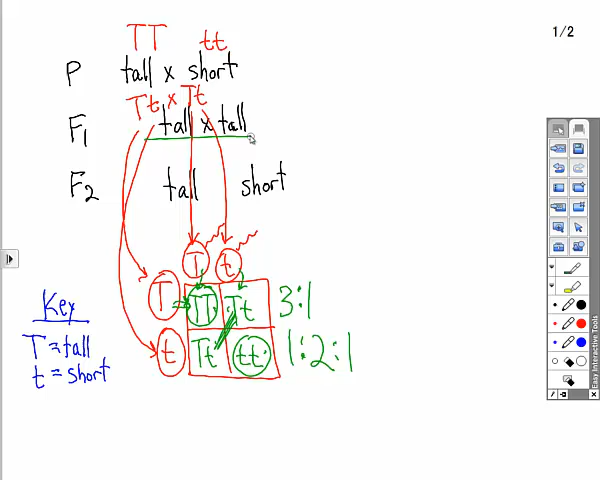 1/2
TT tt
P tall x short
Tt x Tt
F1 tall x tall
F2 tall short
T t
T TT Tt 3:1
t Tt tt 1:2:1
Key
T = tall
t = short
Easy Interactive Tools